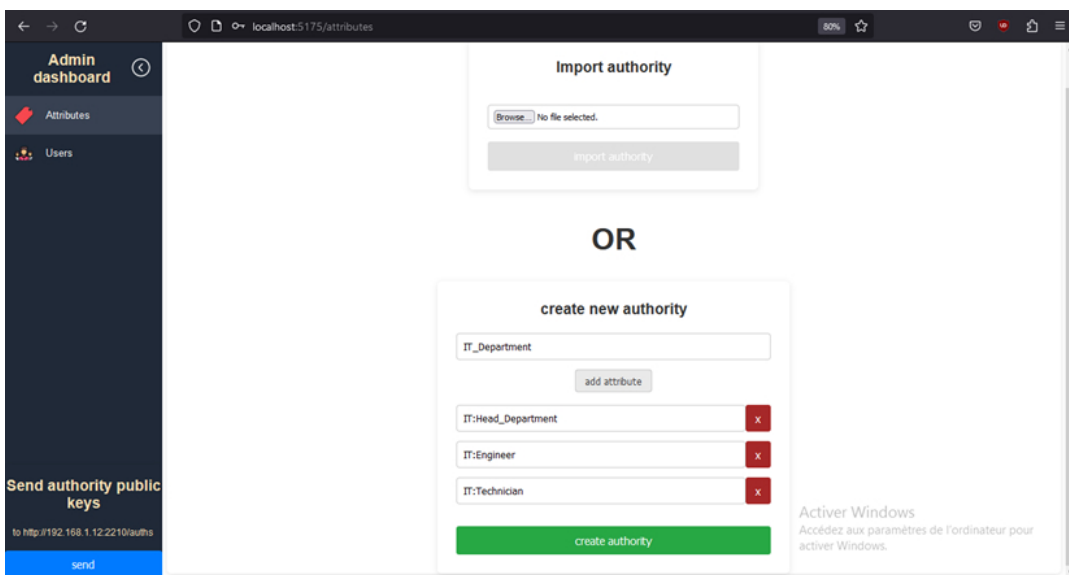 localhost:5175/attributes
80%
Admin
dashboard
Attributes
Users
Import authority
Browse... No file selected.
import authority
OR
create new authority
IT_Department
add attribute
IT:Head_Department
x
IT:Engineer
x
IT:Technician
x
create authority
Send authority public
keys
to http://192.168.1.12:2210/auths
send
Activer Windows
Accédez aux paramètres de l'ordinateur pour
activer Windows.